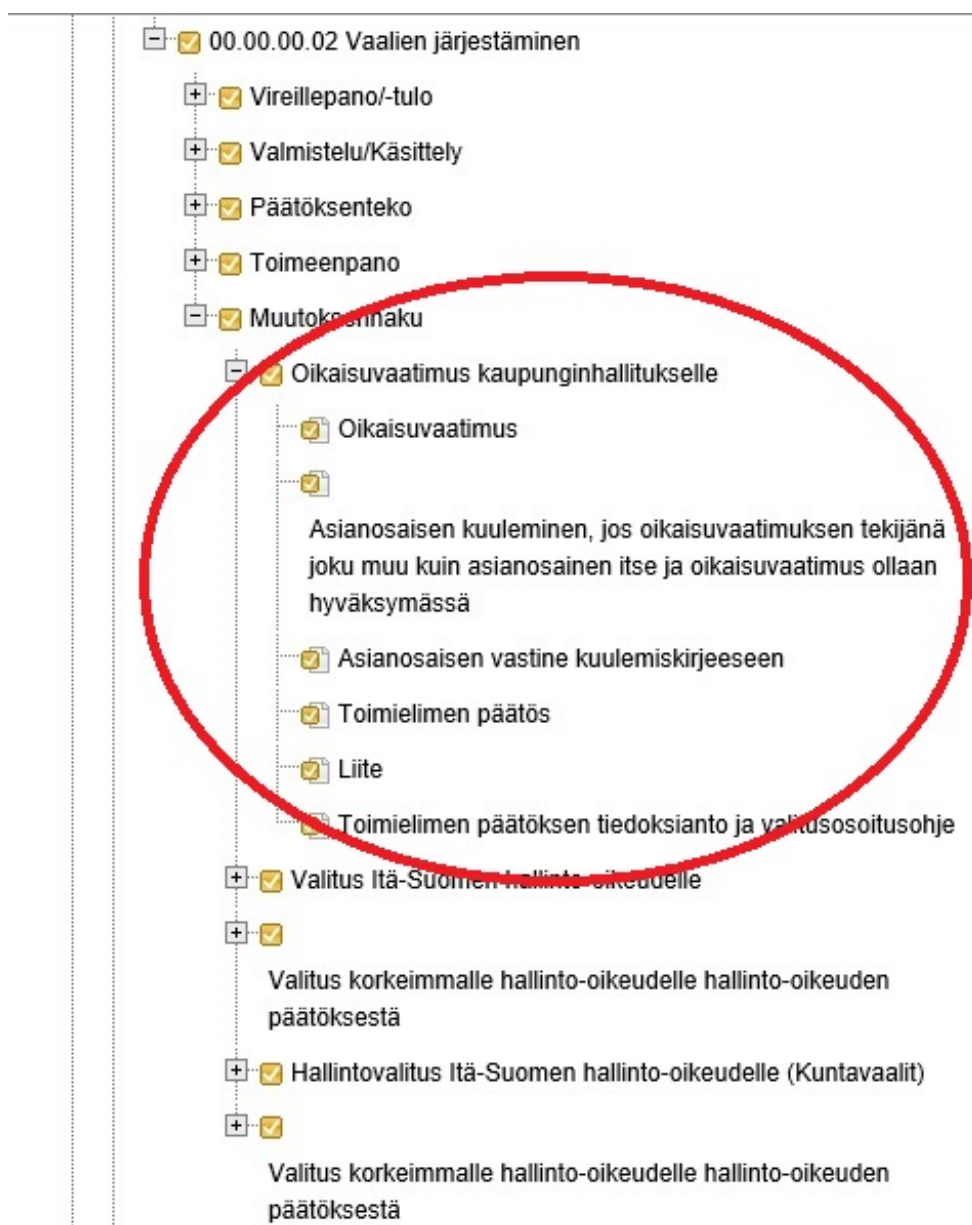 00.00.00.02 Vaalien järjestäminen
Vireillepano/-tulo
Valmistelu/Käsittely
Päätöksenteko
Toimeenpano
Muutoksenhaku
Oikaisuvaatimus kaupunginhallitukselle
Oikaisuvaatimus
Asianosaisen kuuleminen, jos oikaisuvaatimuksen tekijänä
joku muu kuin asianosainen itse ja oikaisuvaatimus ollaan
hyväksymässä
Asianosaisen vastine kuulemiskirjeeseen
Toimielimen päätös
Liite
Toimielimen päätöksen tiedoksianto ja valitusosoitusohje
Valitus Itä-Suomen hallinto-oikeudelle
Valitus korkeimmalle hallinto-oikeudelle hallinto-oikeuden
päätöksestä
Hallintovalitus Itä-Suomen hallinto-oikeudelle (Kuntavaalit)
Valitus korkeimmalle hallinto-oikeudelle hallinto-oikeuden
päätöksestä